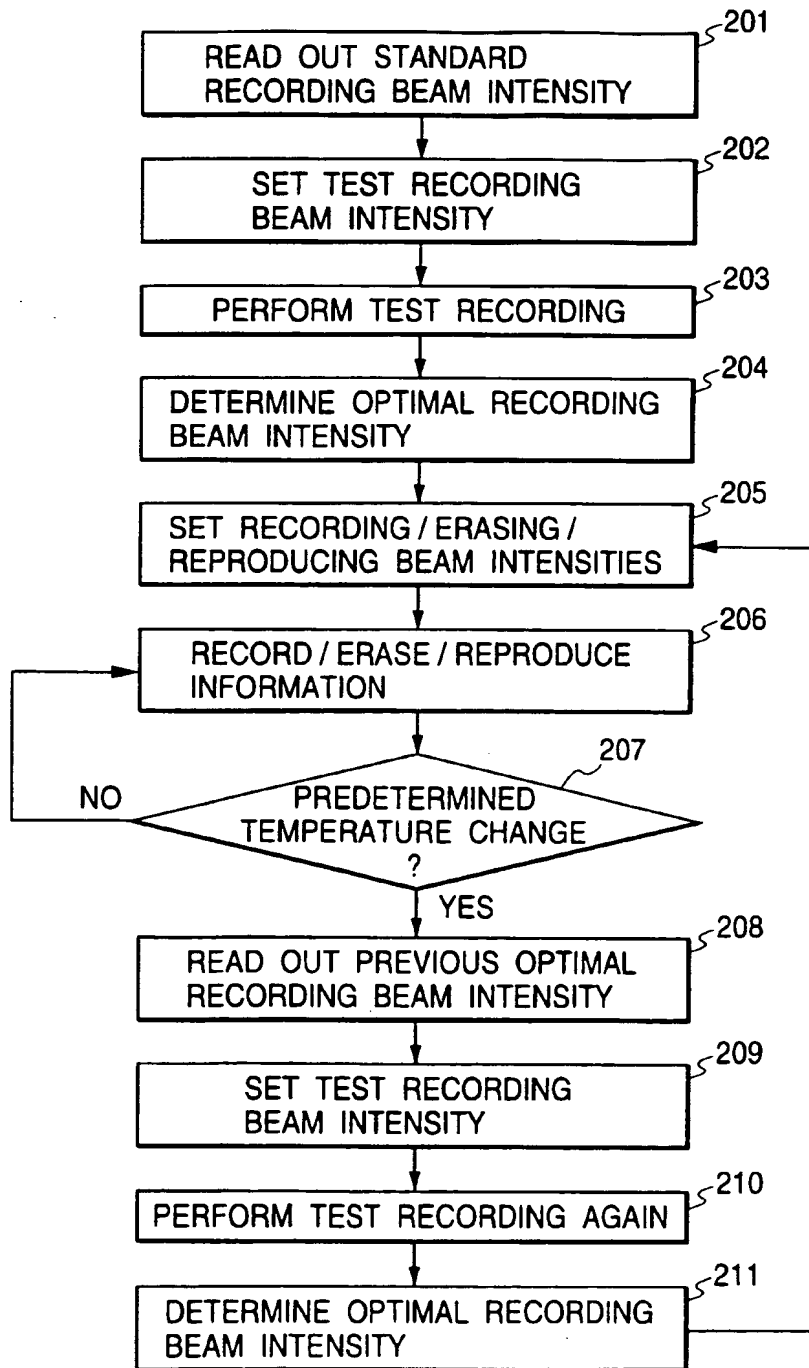 201
READ OUT STANDARD
RECORDING BEAM INTENSITY
202
SET TEST RECORDING
BEAM INTENSITY
203
PERFORM TEST RECORDING
204
DETERMINE OPTIMAL RECORDING
BEAM INTENSITY
205
SET RECORDING / ERASING /
REPRODUCING BEAM INTENSITIES
206
RECORD / ERASE / REPRODUCE
INFORMATION
207
NO
PREDETERMINED
TEMPERATURE CHANGE
?
YES
208
READ OUT PREVIOUS OPTIMAL
RECORDING BEAM INTENSITY
209
SET TEST RECORDING
BEAM INTENSITY
210
PERFORM TEST RECORDING AGAIN
211
DETERMINE OPTIMAL RECORDING
BEAM INTENSITY